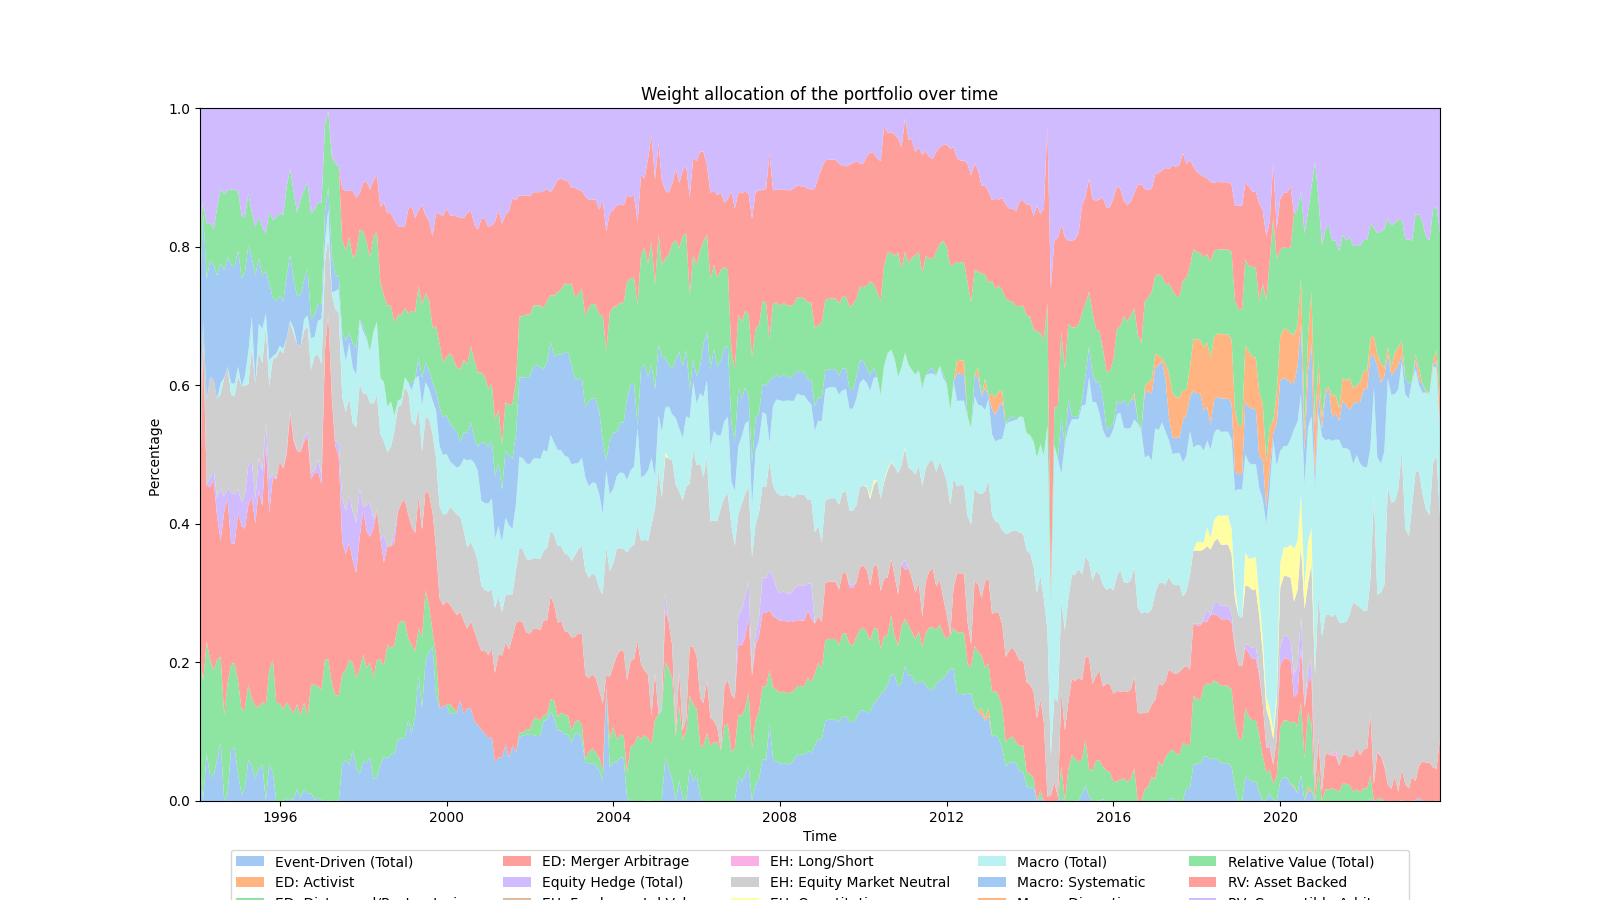 Weight allocation of the portfolio over time
1.0
0.8
0.6
0.4
0.2
0.0
Percentage
1996 2000 2004 2008 2012 2016 2020
Time
Event-Driven (Total) ED: Merger Arbitrage EH: Long/Short Macro (Total) Relative Value (Total)
ED: Activist Equity Hedge (Total) EH: Equity Market Neutral Macro: Systematic RV: Asset Backed